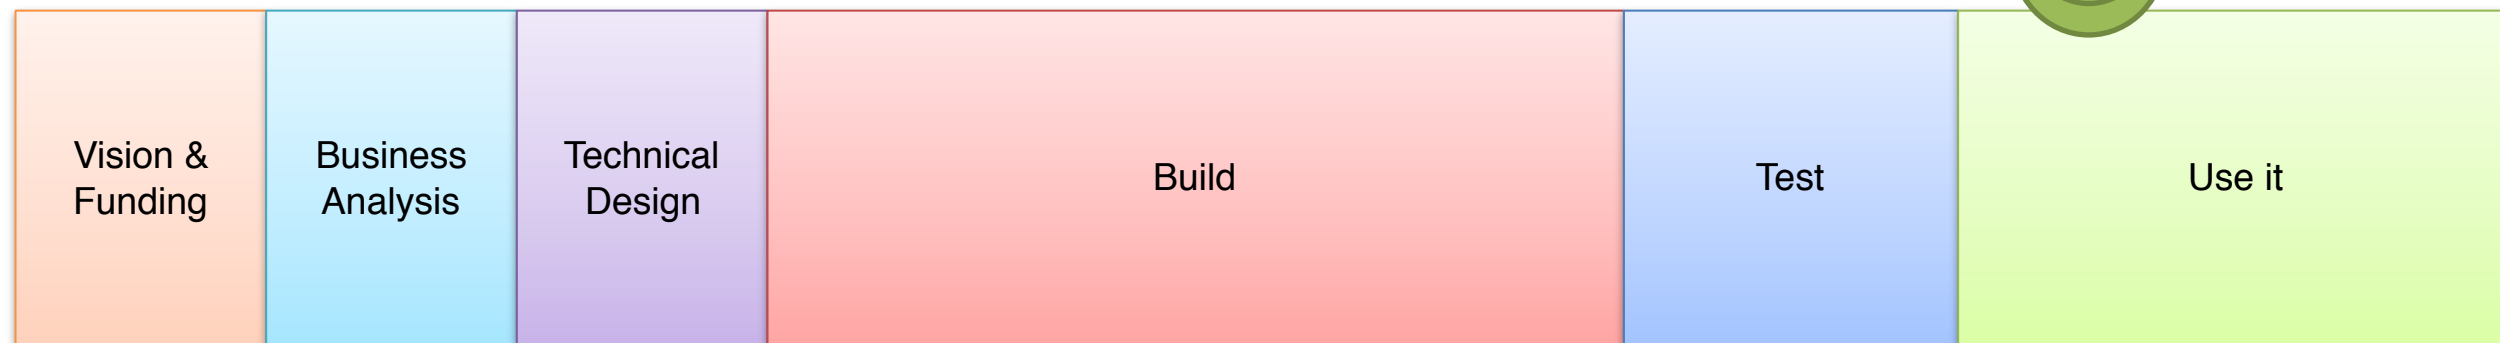 Vision &
Funding
Business
Analysis
Technical
Design
Build
Test
Use it